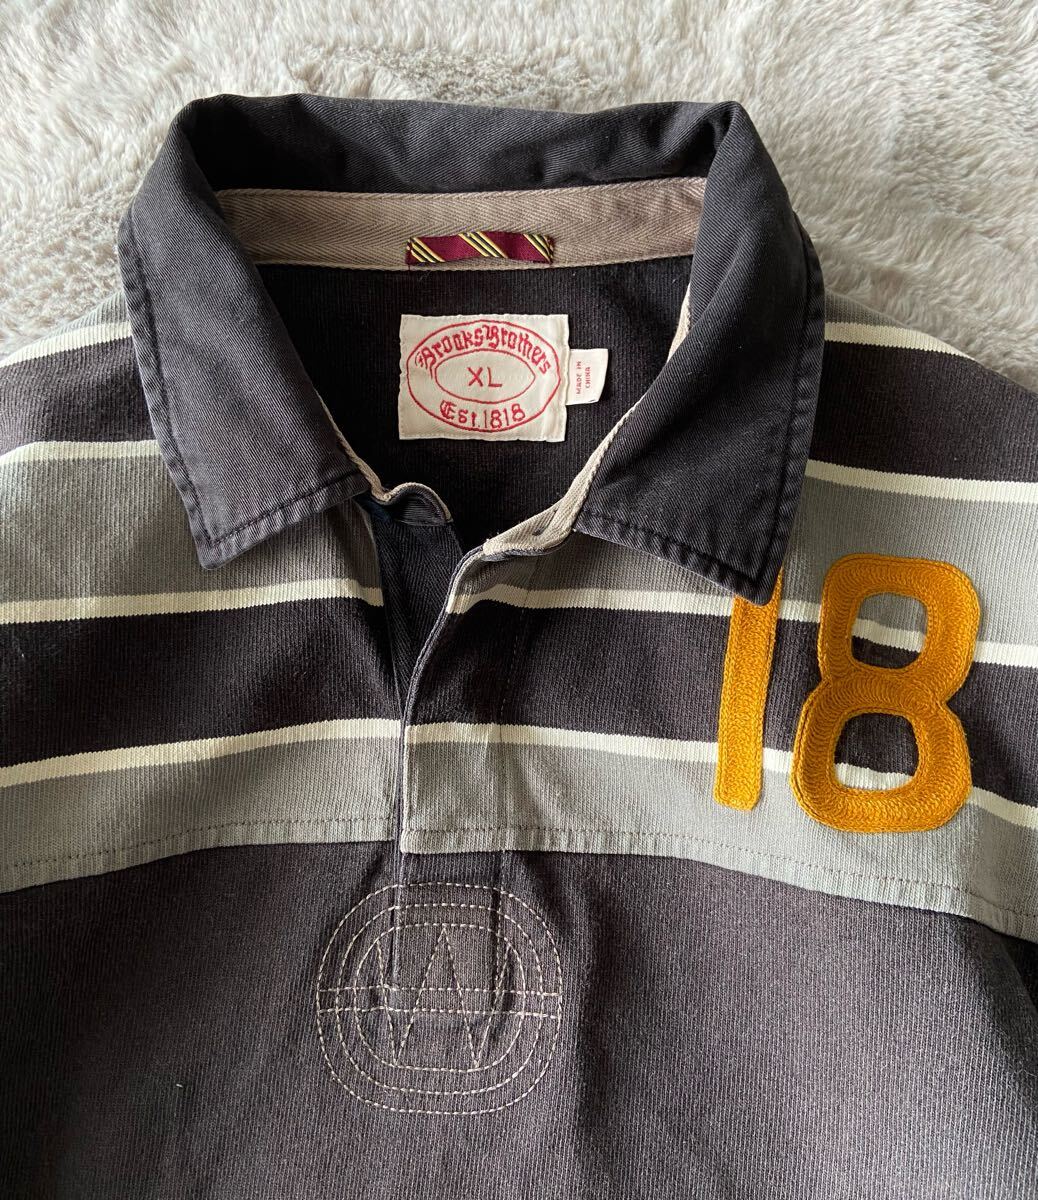 Brooks Brothers
XL
Est. 1818
MADE IN
CHINA
18